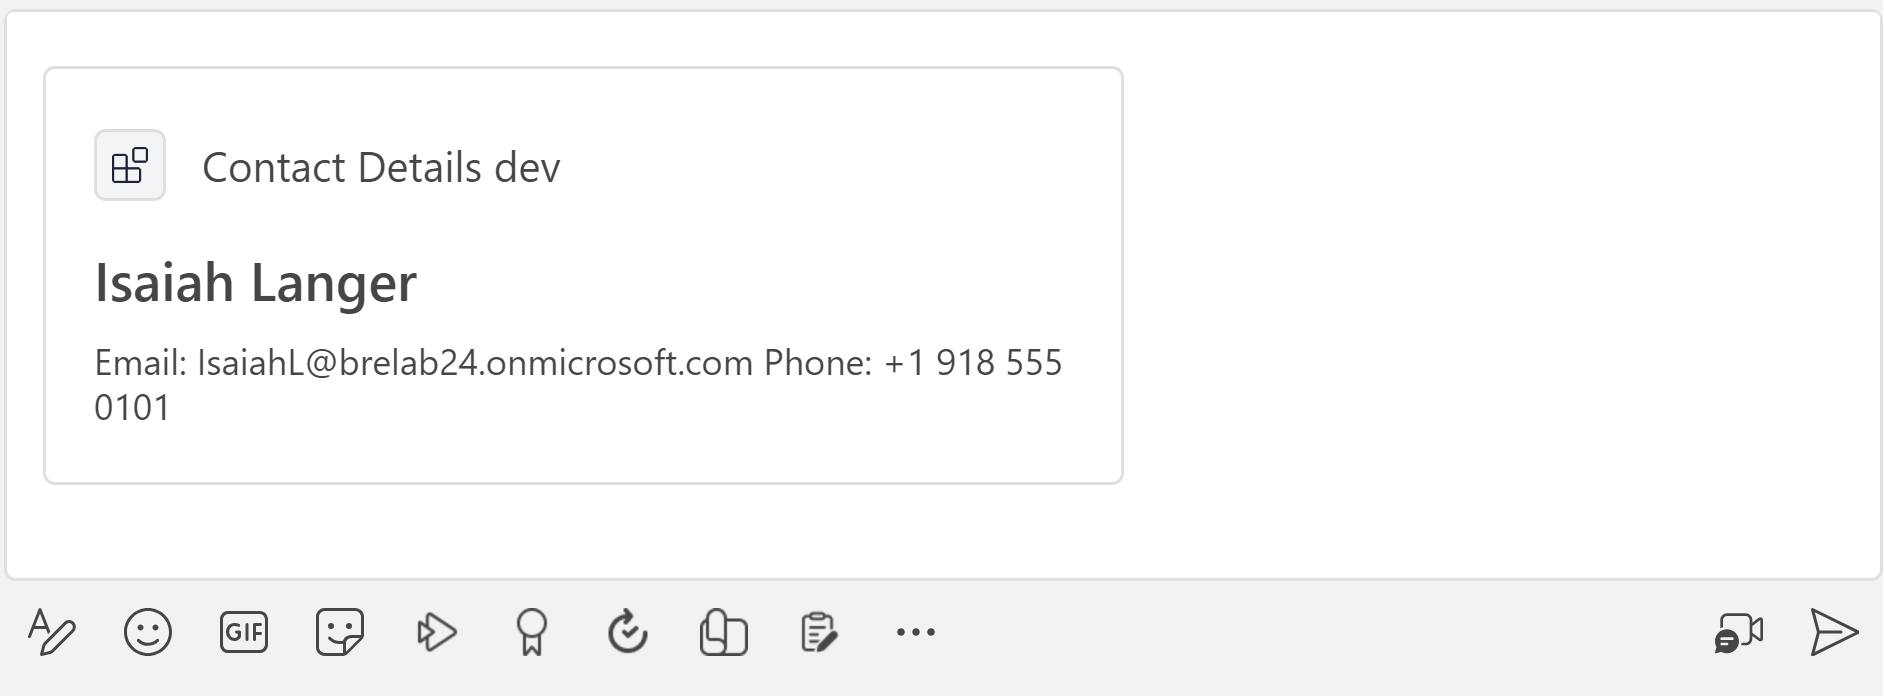 Contact Details dev
Isaiah Langer
Email: IsaiahL@brelab24.onmicrosoft.com Phone: +1 918 555
0101
GIF